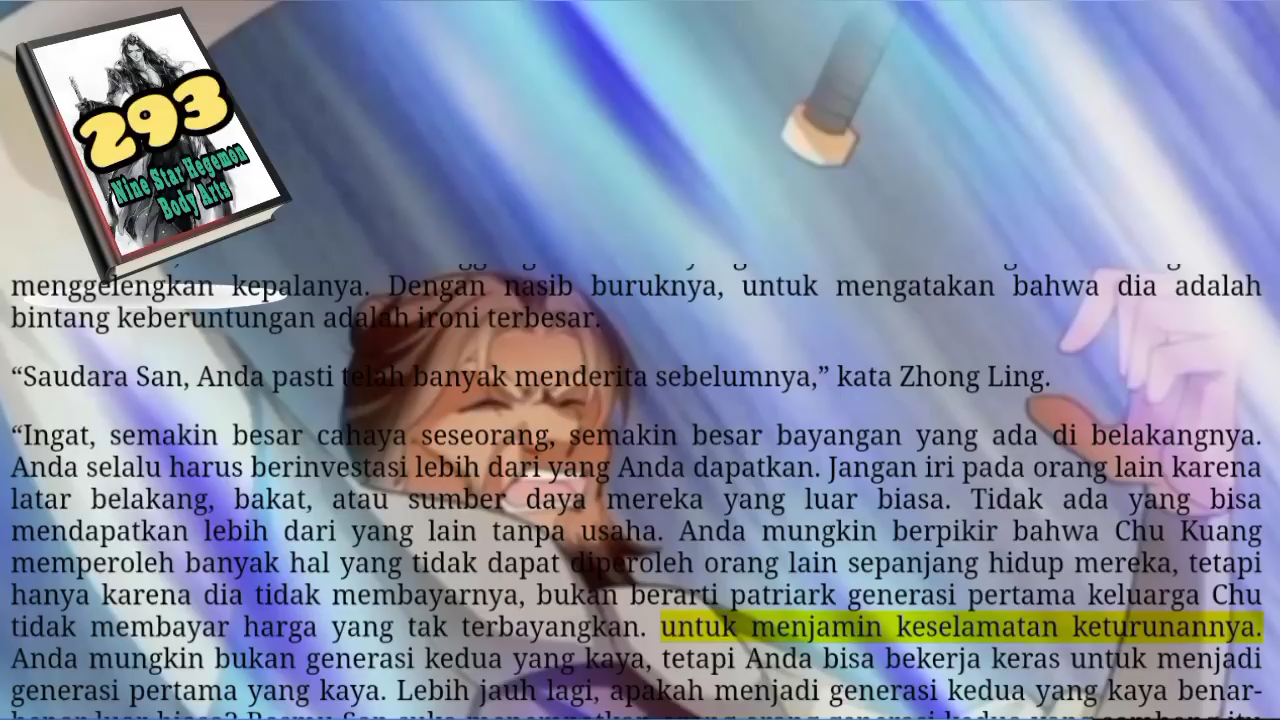 293
Nine Star Hegemon
Body Arts
menggelengkan kepalanya. Dengan nasib buruknya, untuk mengatakan bahwa dia adalah
bintang keberuntungan adalah ironi terbesar.
“Saudara San, Anda pasti telah banyak menderita sebelumnya,” kata Zhong Ling.
“Ingat, semakin besar cahaya seseorang, semakin besar bayangan yang ada di belakangnya.
Anda selalu harus berinvestasi lebih dari yang Anda dapatkan. Jangan iri pada orang lain karena
latar belakang, bakat, atau sumber daya mereka yang luar biasa. Tidak ada yang bisa
mendapatkan lebih dari yang lain tanpa usaha. Anda mungkin berpikir bahwa Chu Kuang
memperoleh banyak hal yang tidak dapat diperoleh orang lain sepanjang hidup mereka, tetapi
hanya karena dia tidak membayarnya, bukan berarti patriark generasi pertama keluarga Chu
tidak membayar harga yang tak terbayangkan. untuk menjamin keselamatan keturunannya.
Anda mungkin bukan generasi kedua yang kaya, tetapi Anda bisa bekerja keras untuk menjadi
generasi pertama yang kaya. Lebih jauh lagi, apakah menjadi generasi kedua yang kaya benar-